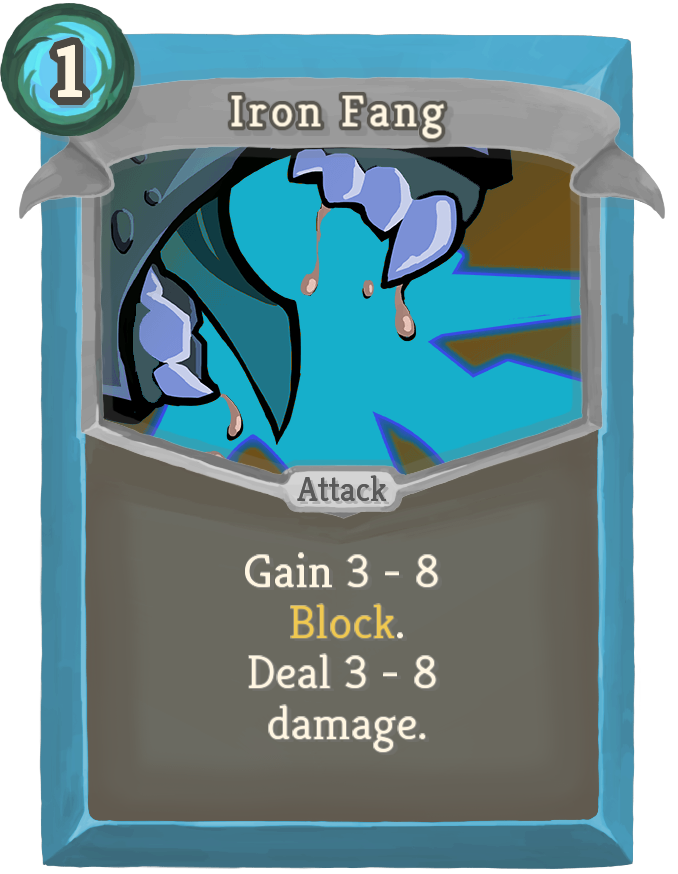 1
Iron Fang
Attack
Gain 3 - 8
Block.
Deal 3 - 8
damage.